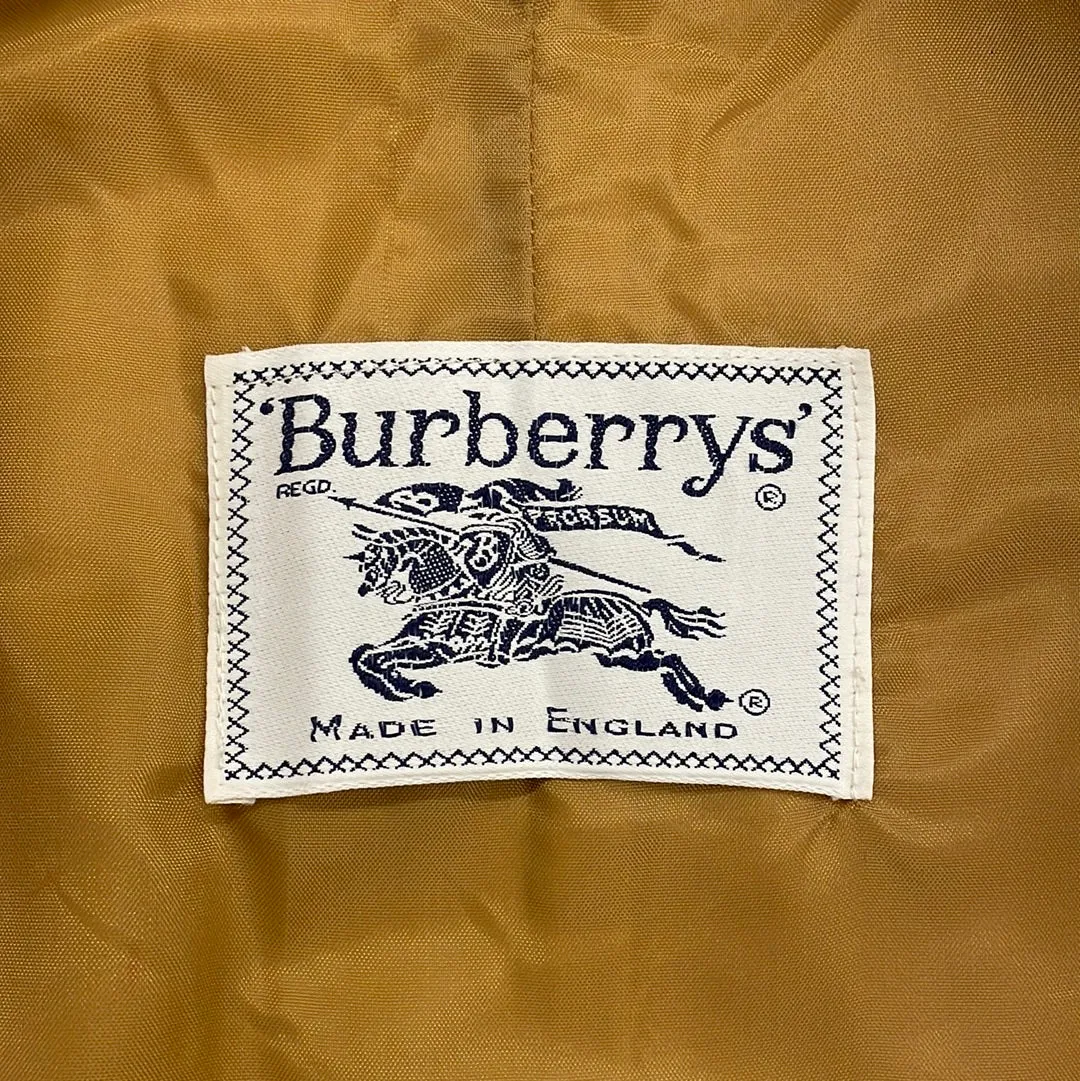 ‘Burberrys’
REGD. ®
PRORSUM
B
®
MADE IN ENGLAND